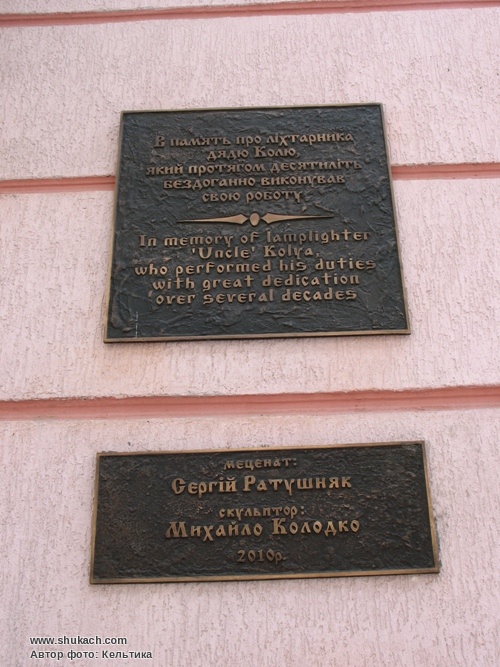 В память про ліхтарника
дядю Колю,
який протягом десятиліть
бездоганно виконував
свою роботу
In memory of lamplighter
'Uncle' Kolya,
who performed his duties
with great dedication
over several decades
меценат:
Сергій Ратушняк
скульптор:
Михайло Колодко
2010р.
www.shukach.com
Автор фото: Кельтика